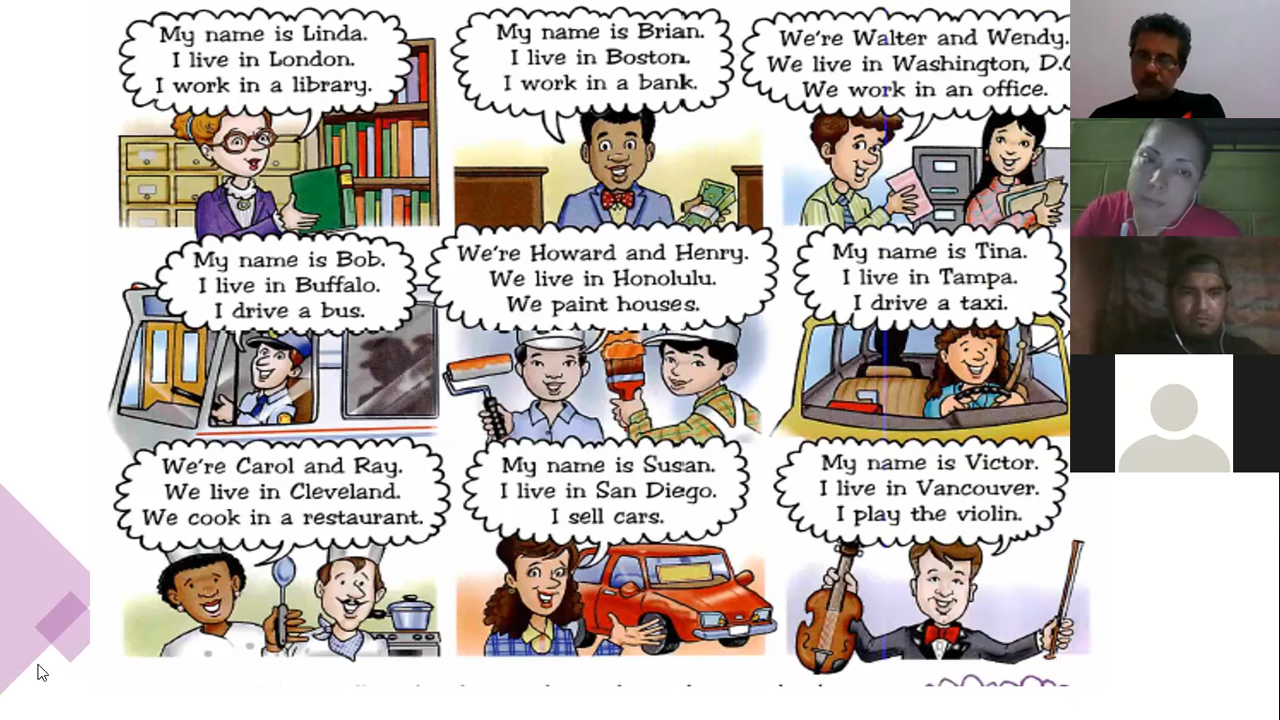 My name is Linda.
I live in London.
I work in a library.
My name is Brian.
I live in Boston.
I work in a bank.
We're Walter and Wendy.
We live in Washington, D.C
We work in an office.
My name is Bob.
I live in Buffalo.
I drive a bus.
We're Howard and Henry.
We live in Honolulu.
We paint houses.
My name is Tina.
I live in Tampa.
I drive a taxi.
We're Carol and Ray.
We live in Cleveland.
We cook in a restaurant.
My name is Susan.
I live in San Diego.
I sell cars.
My name is Victor.
I live in Vancouver.
I play the violin.